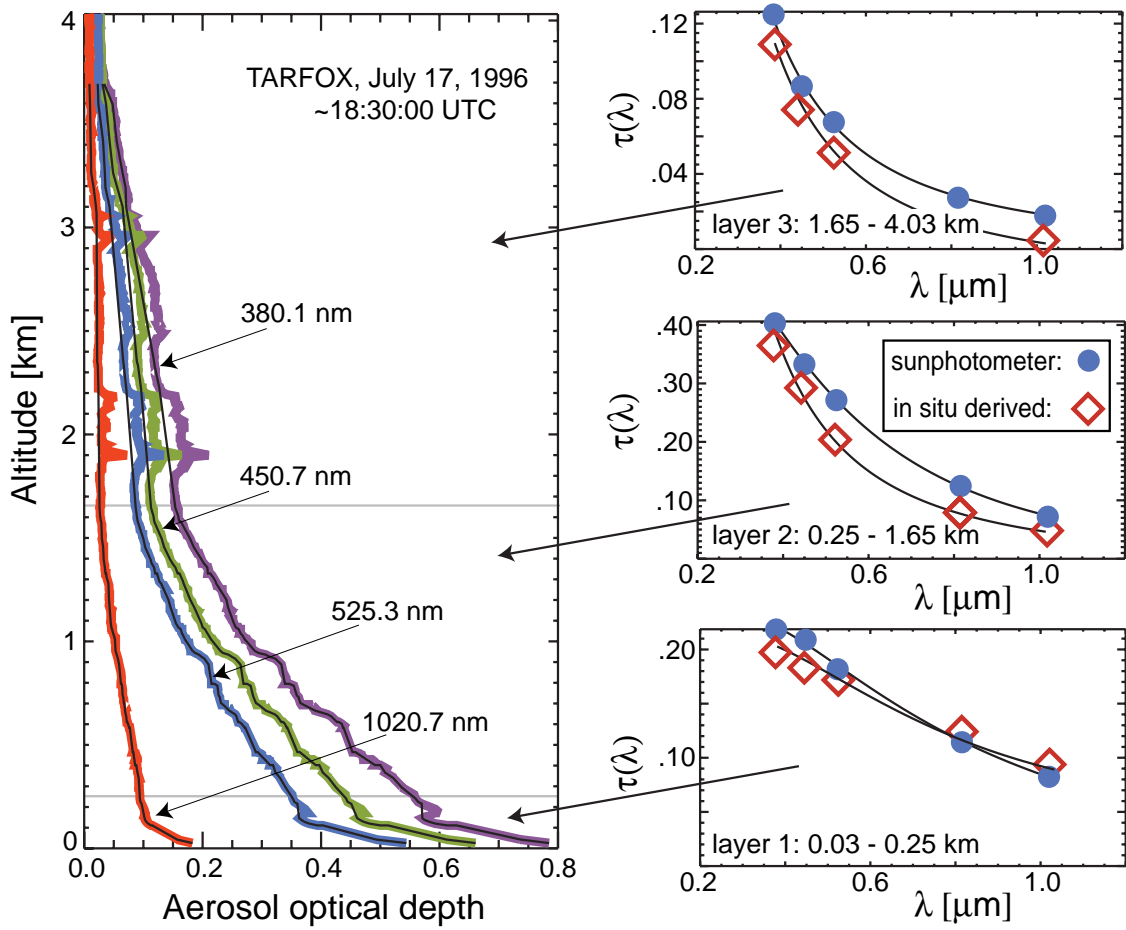 TARFOX, July 17, 1996
~18:30:00 UTC
4
3
2
1
0
Altitude [km]
380.1 nm
450.7 nm
525.3 nm
1020.7 nm
0.0
0.2
0.4
0.6
0.8
Aerosol optical depth
.12
.08
.04
τ(λ)
layer 3: 1.65 - 4.03 km
0.2
0.6
1.0
λ [μm]
.40
.30
.20
.10
τ(λ)
sunphotometer:
in situ derived:
layer 2: 0.25 - 1.65 km
0.2
0.6
1.0
λ [μm]
.20
.10
τ(λ)
layer 1: 0.03 - 0.25 km
0.2
0.6
1.0
λ [μm]